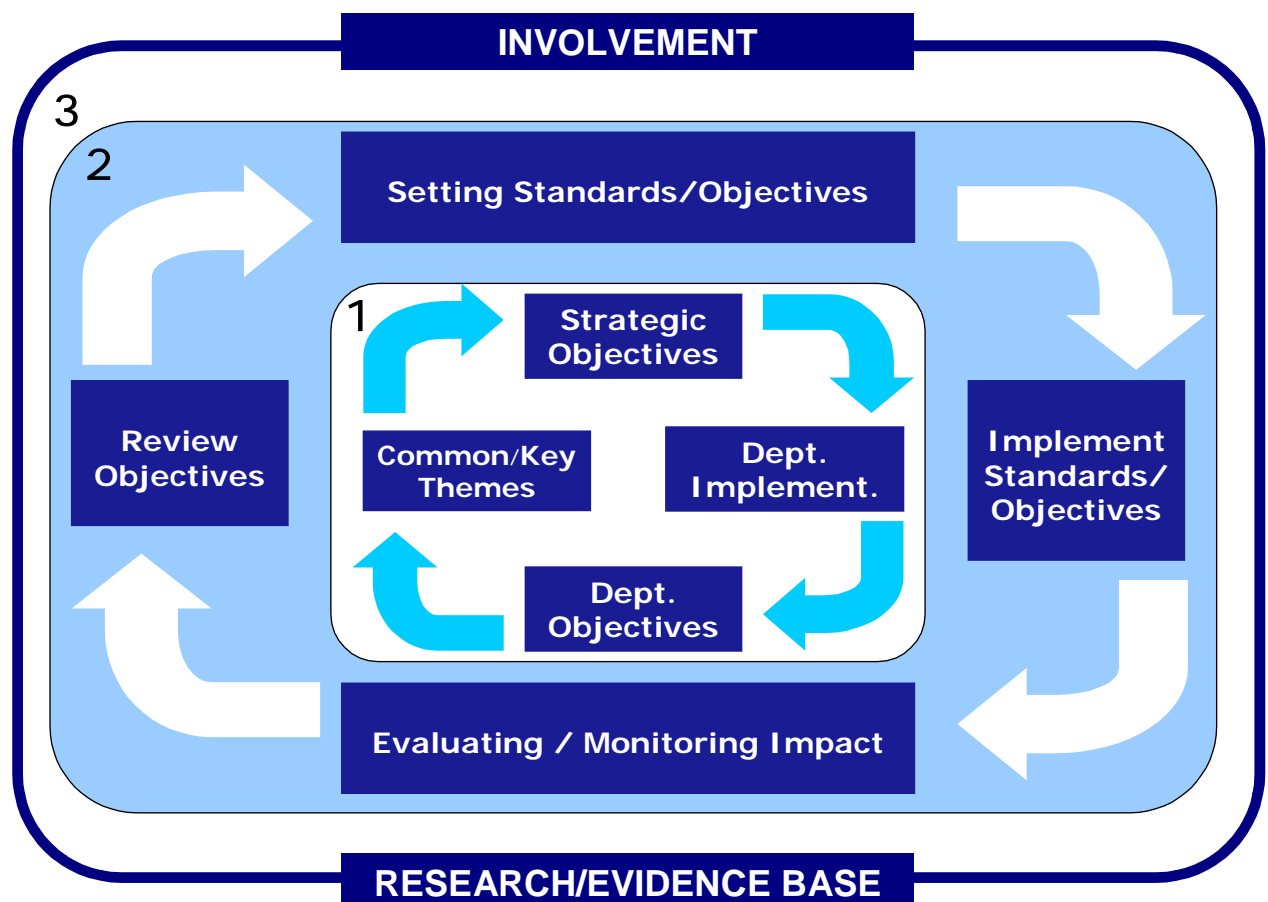 INVOLVEMENT
3
2
Setting Standards/Objectives
1
Strategic
Objectives
Review
Objectives
Common/Key
Themes
Dept.
Implement.
Implement
Standards/
Objectives
Dept.
Objectives
Evaluating / Monitoring Impact
RESEARCH/EVIDENCE BASE